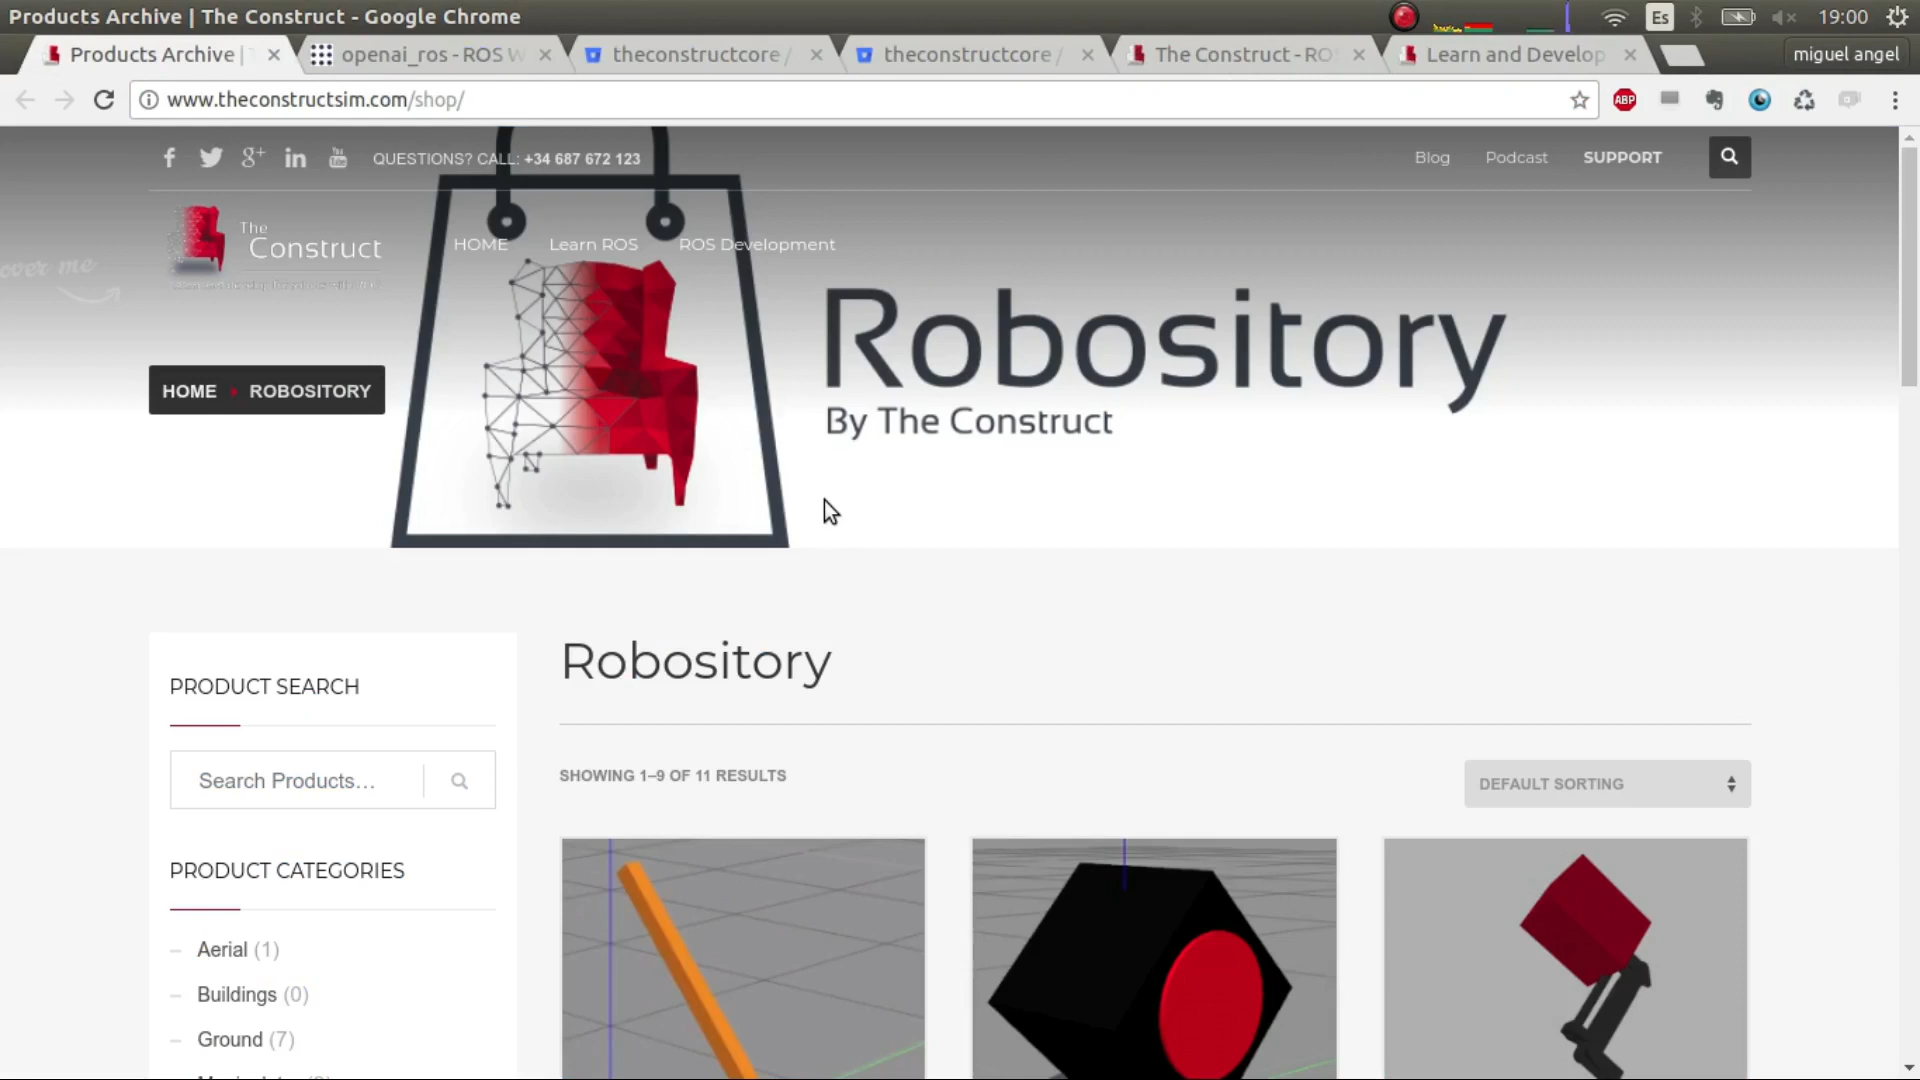 Products Archive | The Construct - Google Chrome
Es
19:00
Products Archive |
openai_ros - ROS W
theconstructcore /
theconstructcore /
The Construct - RO
Learn and Develop
miguel angel
www.theconstructsim.com/shop/
ABP
QUESTIONS? CALL: +34 687 672 123
Blog
Podcast
SUPPORT
The
Construct
HOME
Learn ROS
ROS Development
over me
Robository
By The Construct
HOME
ROBOSITORY
Robository
PRODUCT SEARCH
Search Products…
SHOWING 1–9 OF 11 RESULTS
DEFAULT SORTING
PRODUCT CATEGORIES
Aerial (1)
Buildings (0)
Ground (7)